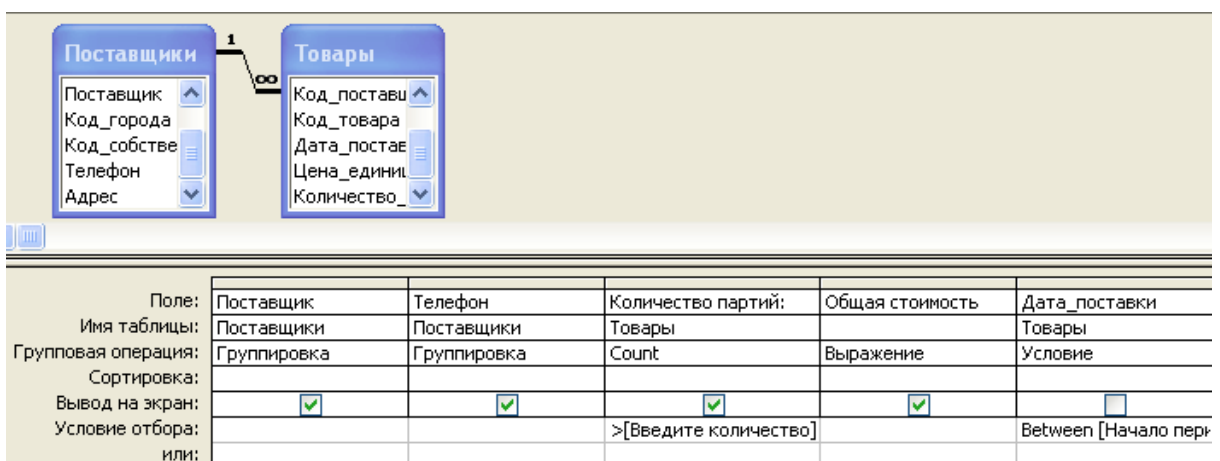 Поставщики 1 Товары
∞
Поставщик Код_поставщ
Код_города Код_товара
Код_собстве Дата_постав
Телефон Цена_едини
Адрес Количество_
Поле: Поставщик Телефон Количество партий: Общая стоимость Дата_поставки
Имя таблицы: Поставщики Поставщики Товары Товары
Групповая операция: Группировка Группировка Count Выражение Условие
Сортировка:
Вывод на экран:
Условие отбора: >[Введите количество] Between [Начало пери
или: